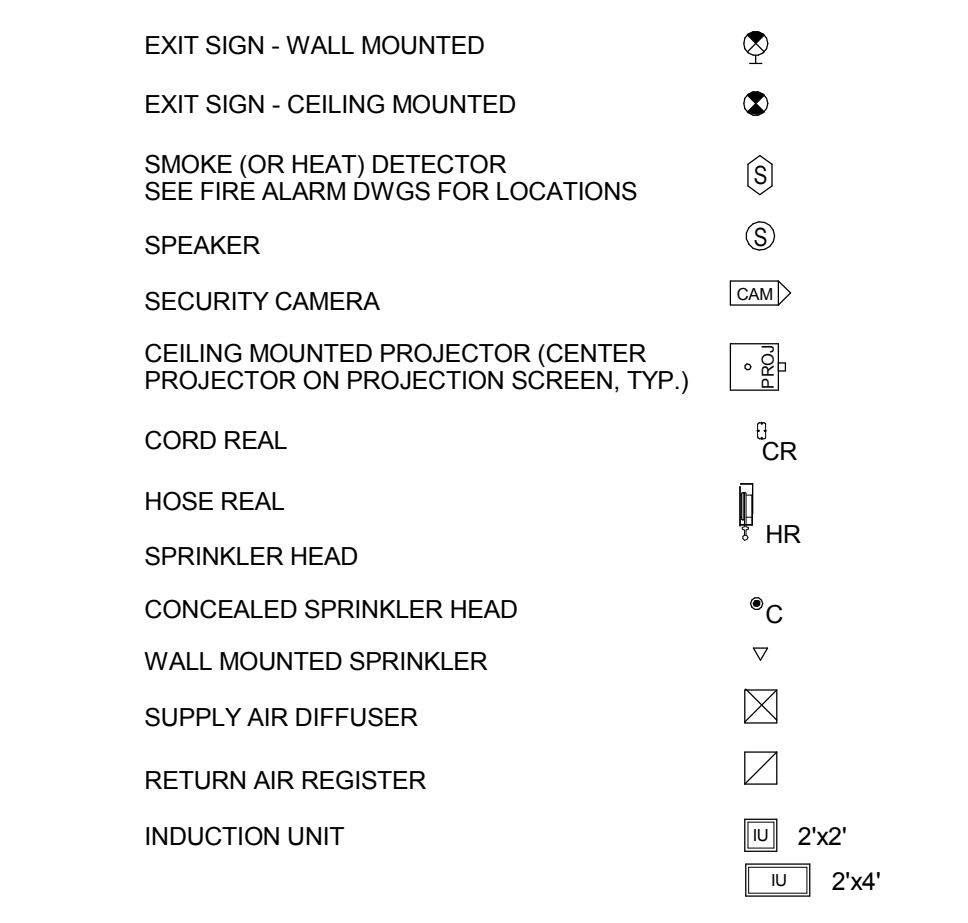 EXIT SIGN - WALL MOUNTED
EXIT SIGN - CEILING MOUNTED
SMOKE (OR HEAT) DETECTOR
SEE FIRE ALARM DWGS FOR LOCATIONS
S
SPEAKER
S
SECURITY CAMERA
CAM
CEILING MOUNTED PROJECTOR (CENTER
PROJECTOR ON PROJECTION SCREEN, TYP.)
PROJ
CORD REAL
CR
HOSE REAL
HR
SPRINKLER HEAD
CONCEALED SPRINKLER HEAD
C
WALL MOUNTED SPRINKLER
SUPPLY AIR DIFFUSER
RETURN AIR REGISTER
INDUCTION UNIT
IU 2'x2'
IU 2'x4'